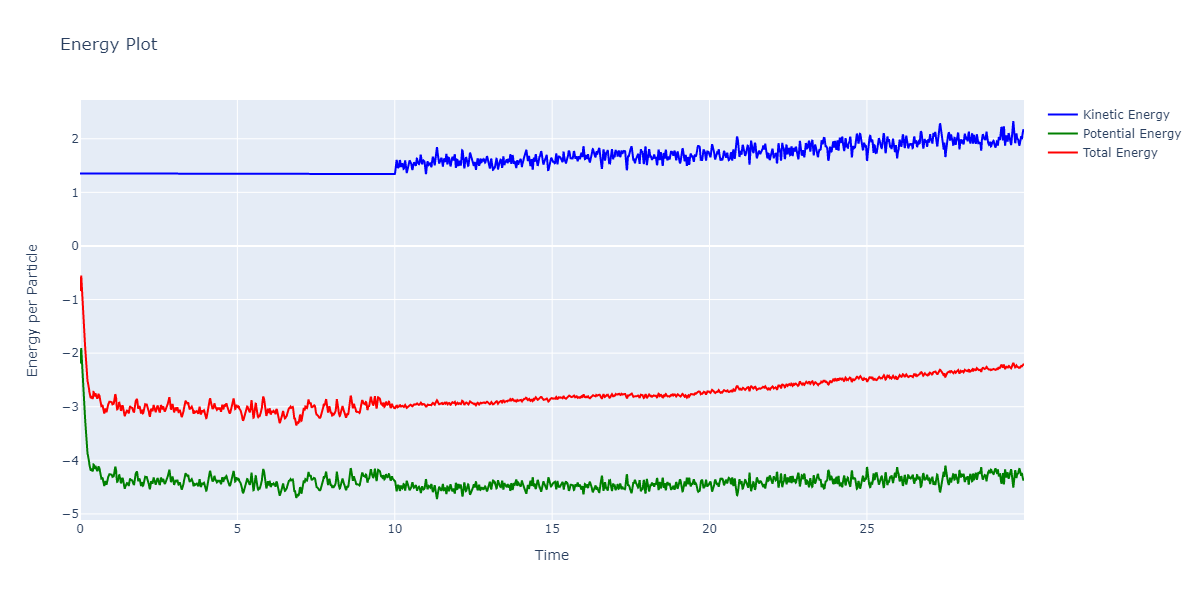 Energy Plot
Kinetic Energy
Potential Energy
Total Energy
2
1
0
−1
−2
−3
−4
−5
Energy per Particle
0
5
10
15
20
25
Time